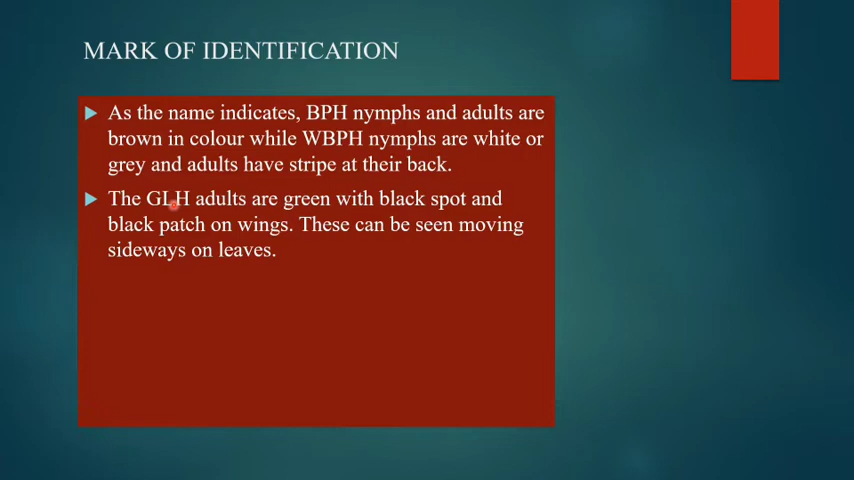 MARK OF IDENTIFICATION
As the name indicates, BPH nymphs and adults are
brown in colour while WBPH nymphs are white or
grey and adults have stripe at their back.
The GLH adults are green with black spot and
black patch on wings. These can be seen moving
sideways on leaves.